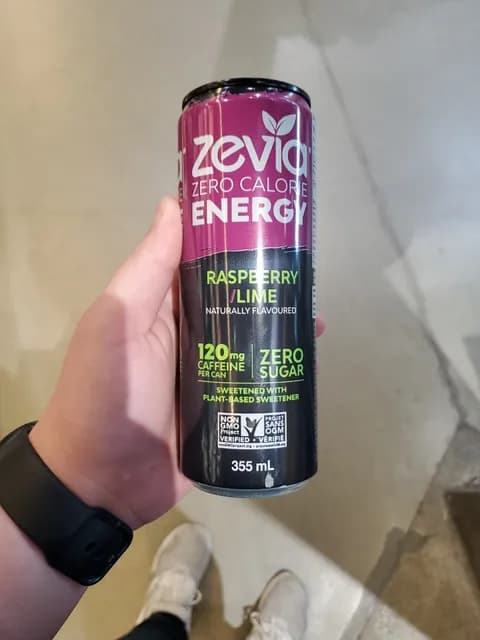 zevia
ZERO CALORIE
ENERGY
RASPBERRY
/LIME
NATURALLY FLAVOURED
120mg
CAFFEINE
PER CAN
ZERO
SUGAR
SWEETENED WITH
PLANT-BASED SWEETENER
NON
GMO
Project
VERIFIED
PROJET
SANS
OGM
VÉRIFIÉ
355 mL